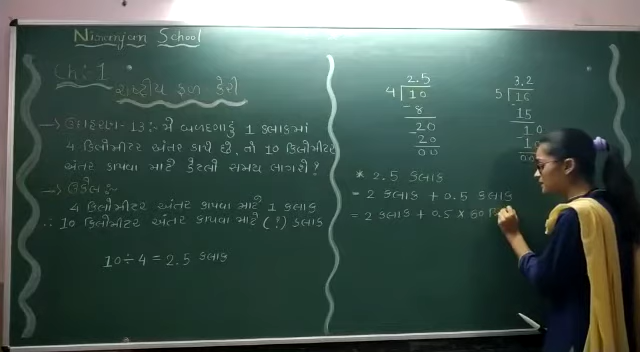 Niranjan School
Ch:1
રાષ્ટ્રીય ફળ કેરી
→ ઉદાહરણ-13:- બે બળદગાડું 1 કલાકમાં
4 કિલોમીટર અંતર કાપે છે, તો 10 કિલોમીટર
અંતર કાપવા માટે કેટલો સમય લાગશે?
→ ઉકેલ:-
4 કિલોમીટર અંતર કાપવા માટે 1 કલાક
∴ 10 કિલોમીટર અંતર કાપવા માટે (?) કલાક
10 ÷ 4 = 2.5 કલાક
2.5
4 10
- 8
20
20
00
3.2
5 16
15
10
10
00
* 2.5 કલાક
= 2 કલાક + 0.5 કલાક
= 2 કલાક + 0.5 × 60